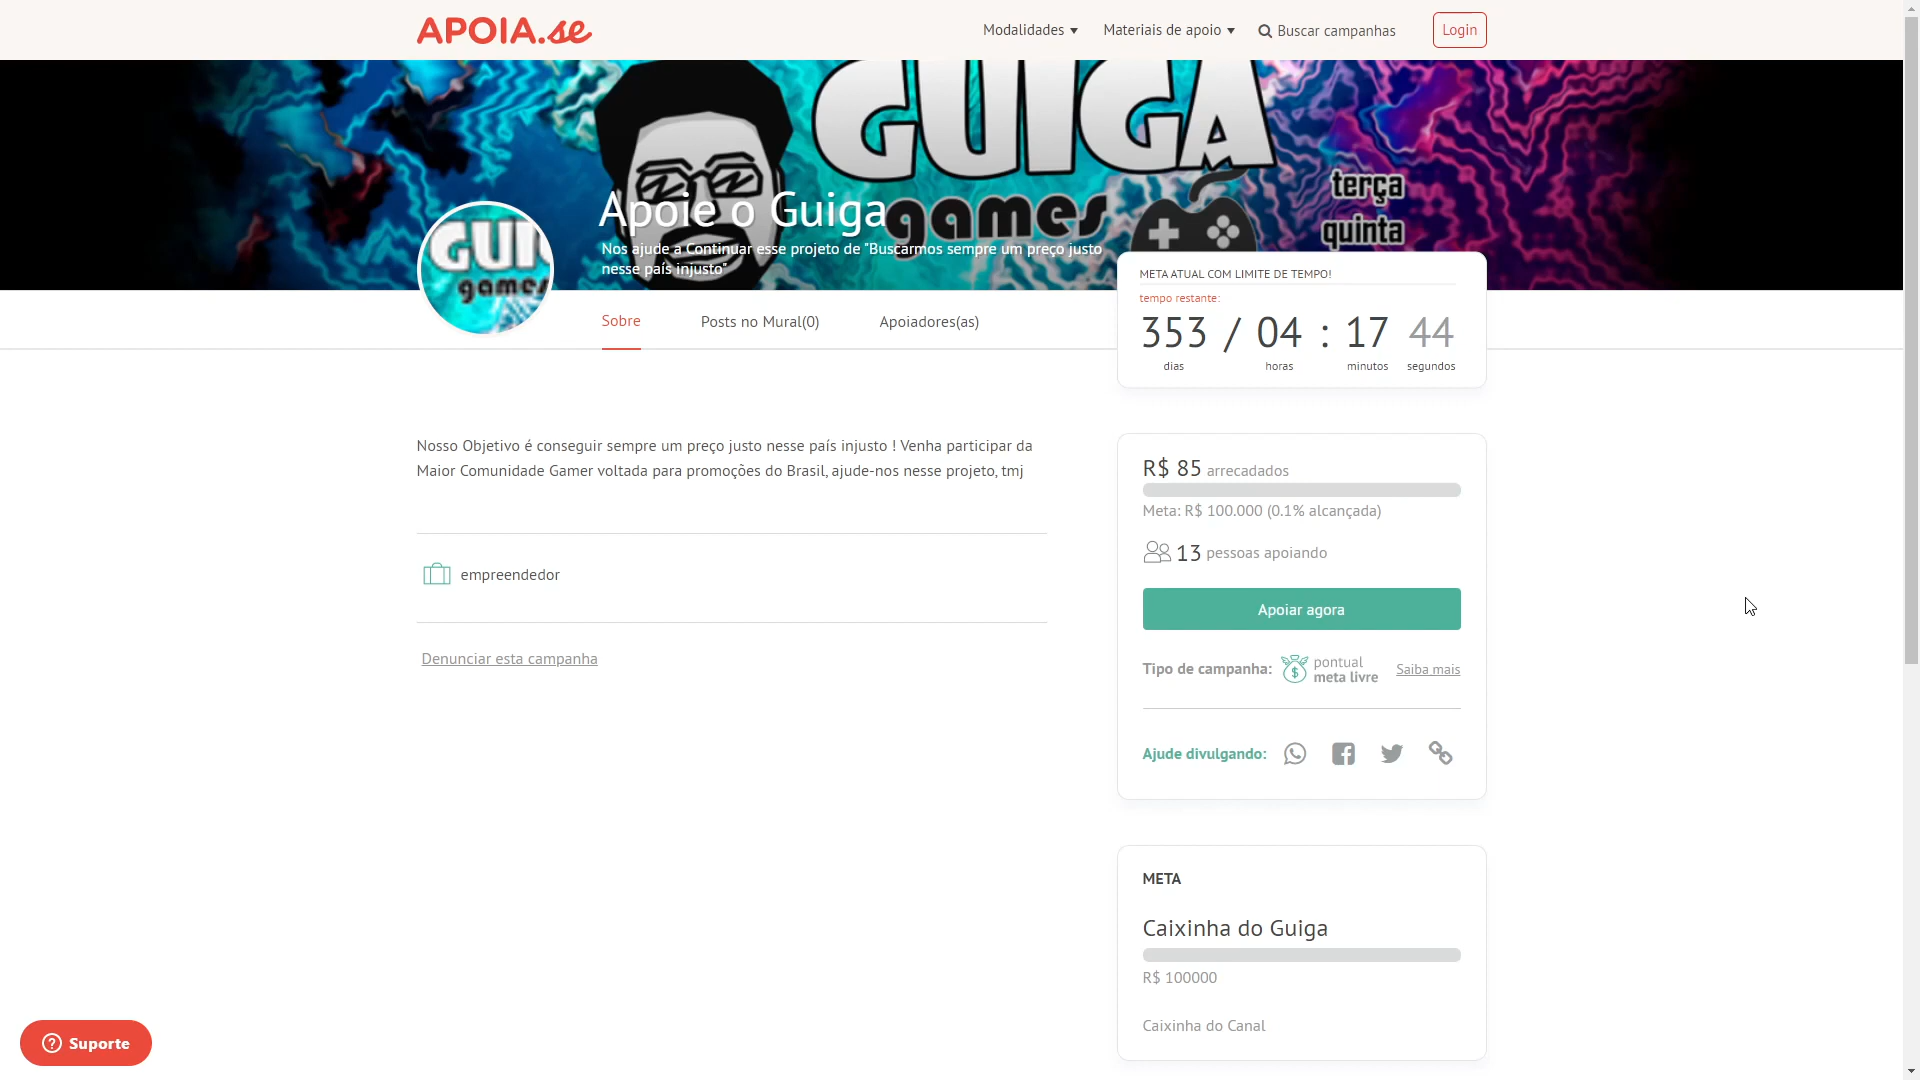 APOIA.se
Modalidades
Materiais de apoio
Buscar campanhas
Login
GUIGA
games
terça
quinta
GUI
games
Apoie o Guiga
Nos ajude a Continuar esse projeto de "Buscarmos sempre um preço justo
nesse país injusto"
Sobre
Posts no Mural(0)
Apoiadores(as)
META ATUAL COM LIMITE DE TEMPO!
tempo restante:
353 / 04 : 17 44
dias horas minutos segundos
Nosso Objetivo é conseguir sempre um preço justo nesse país injusto ! Venha participar da
Maior Comunidade Gamer voltada para promoções do Brasil, ajude-nos nesse projeto, tmj
empreendedor
Denunciar esta campanha
R$ 85 arrecadados
Meta: R$ 100.000 (0.1% alcançada)
13 pessoas apoiando
Apoiar agora
Tipo de campanha:
pontual
meta livre
Saiba mais
Ajude divulgando:
META
Caixinha do Guiga
R$ 100000
Caixinha do Canal
Suporte